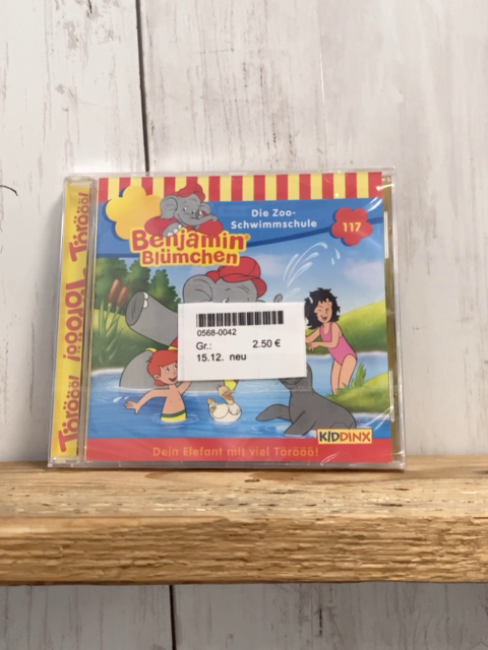 Törööö!
Törööö!
Törööö!
Die Zoo-
Schwimmschule
117
Benjamin®
Blümchen
0568-0042
Gr.: 2.50 €
15.12. neu
KIDDINX
Dein Elefant mit viel Törööö!